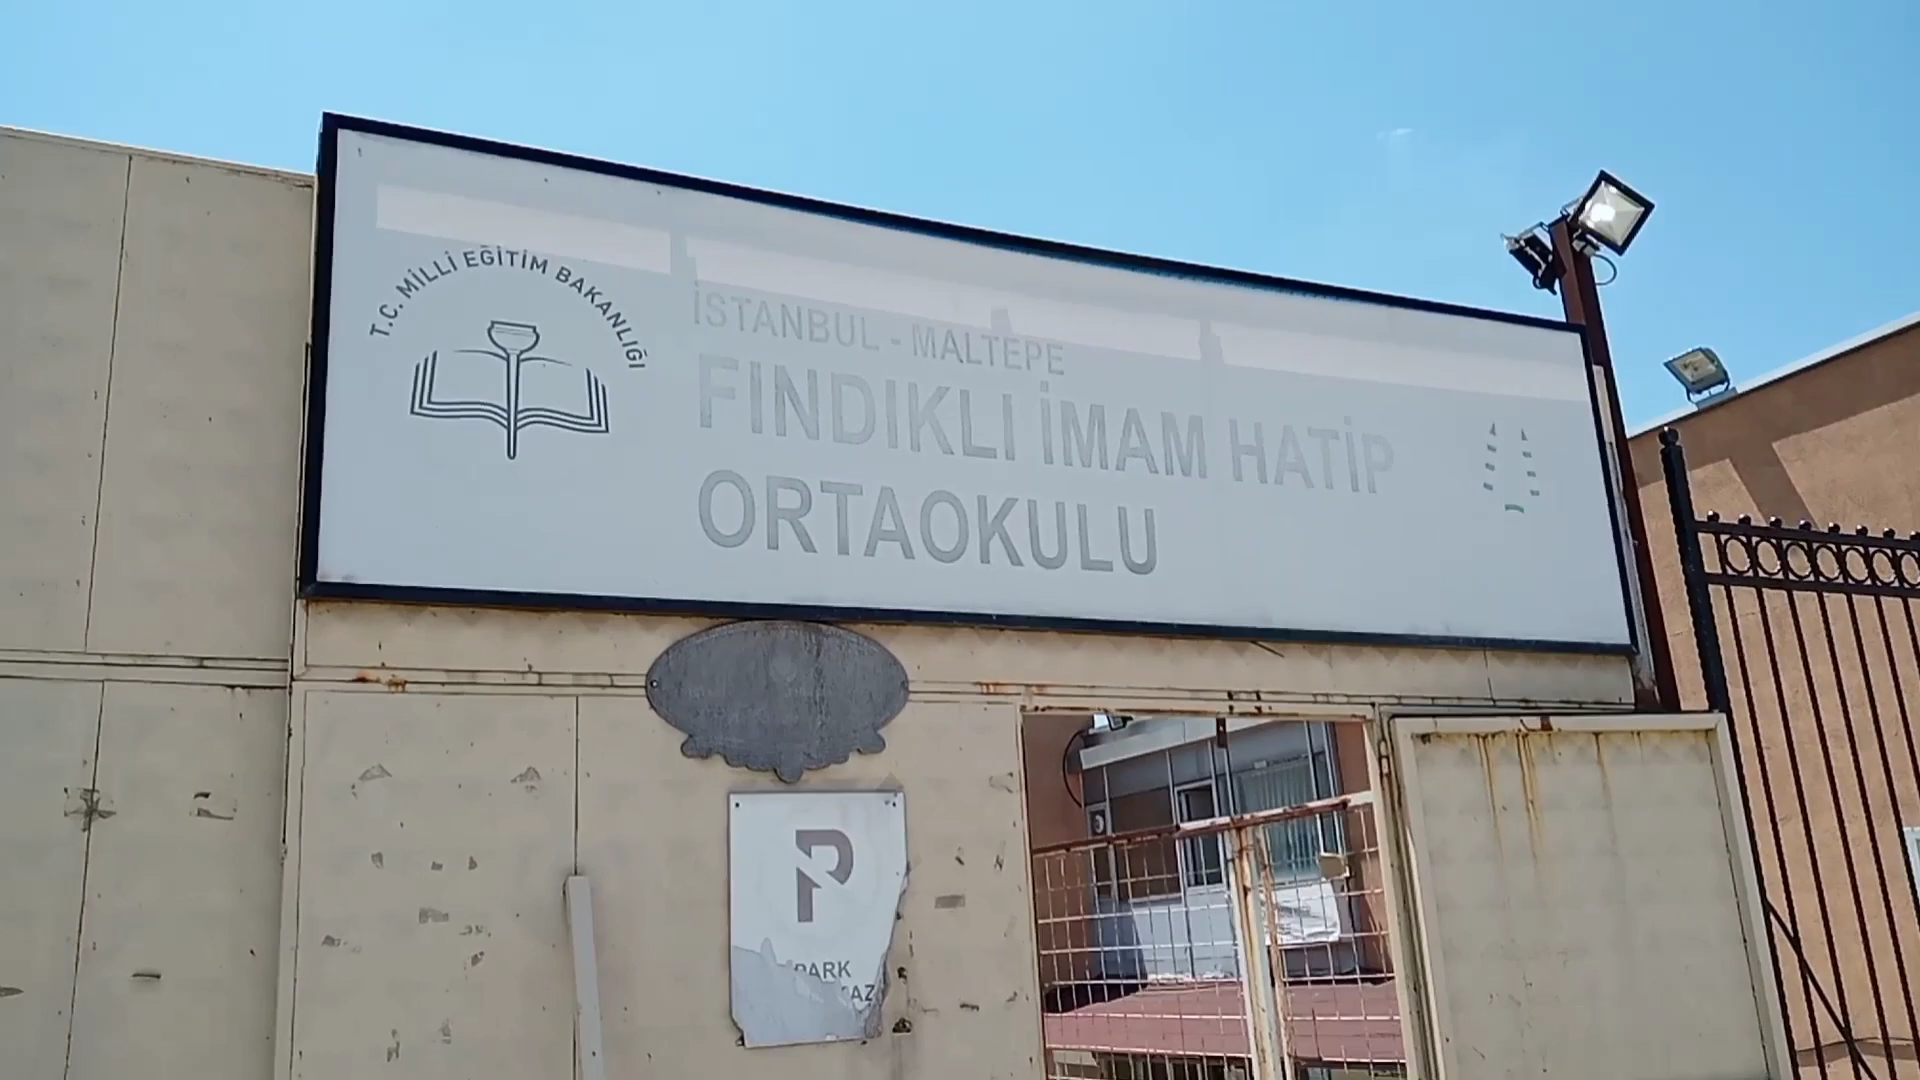 T.C. MİLLİ EĞİTİM BAKANLIĞI
İSTANBUL - MALTEPE
FINDIKLI İMAM HATİP
ORTAOKULU
P
PARK